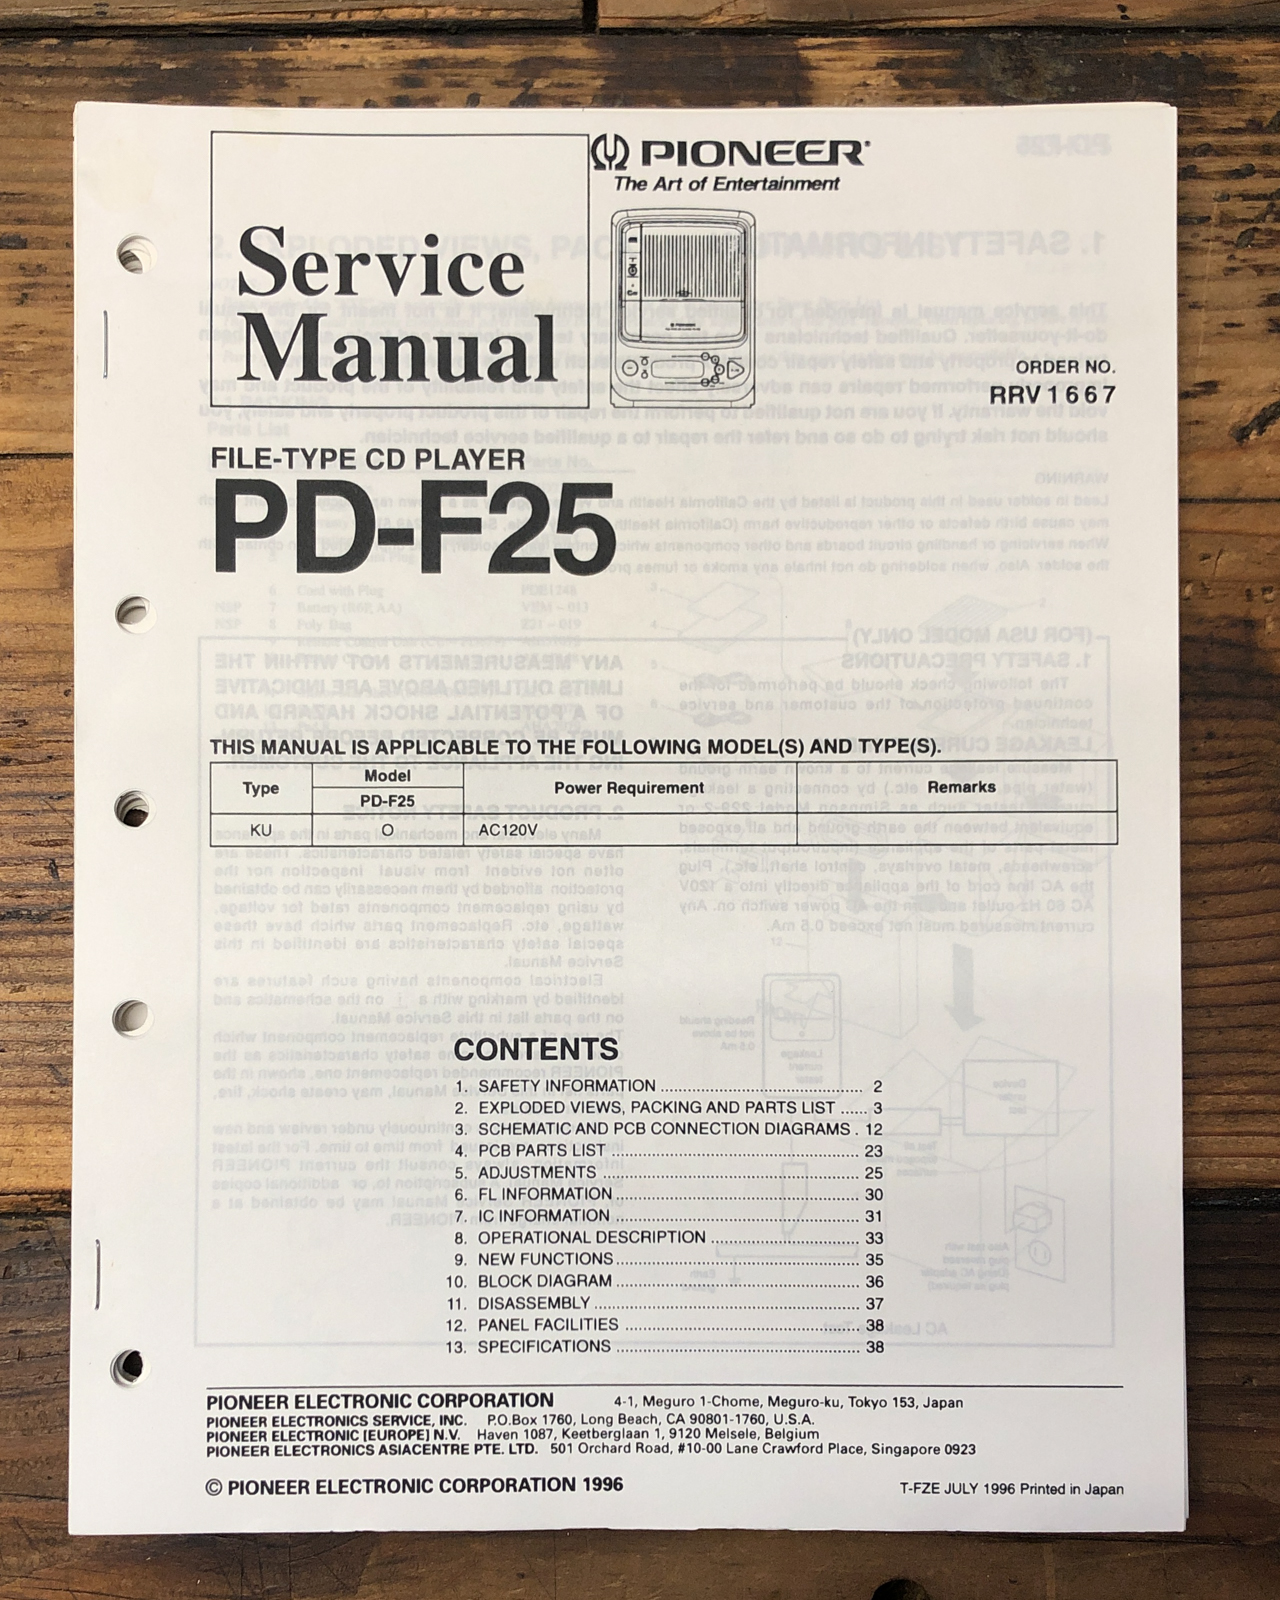 PIONEER®
The Art of Entertainment
Service
Manual
ORDER NO.
RRV1667
FILE-TYPE CD PLAYER
PD-F25
THIS MANUAL IS APPLICABLE TO THE FOLLOWING MODEL(S) AND TYPE(S).
Type Model Power Requirement Remarks
PD-F25
KU O AC120V
CONTENTS
1. SAFETY INFORMATION ........................................ 2
2. EXPLODED VIEWS, PACKING AND PARTS LIST ...... 3
3. SCHEMATIC AND PCB CONNECTION DIAGRAMS . 12
4. PCB PARTS LIST .................................................. 23
5. ADJUSTMENTS .................................................... 25
6. FL INFORMATION ................................................. 30
7. IC INFORMATION .................................................. 31
8. OPERATIONAL DESCRIPTION .............................. 33
9. NEW FUNCTIONS ................................................. 35
10. BLOCK DIAGRAM ................................................. 36
11. DISASSEMBLY ..................................................... 37
12. PANEL FACILITIES ............................................... 38
13. SPECIFICATIONS ................................................. 38
PIONEER ELECTRONIC CORPORATION 4-1, Meguro 1-Chome, Meguro-ku, Tokyo 153, Japan
PIONEER ELECTRONICS SERVICE, INC. P.O.Box 1760, Long Beach, CA 90801-1760, U.S.A.
PIONEER ELECTRONIC [EUROPE] N.V. Haven 1087, Keetberglaan 1, 9120 Melsele, Belgium
PIONEER ELECTRONICS ASIACENTRE PTE. LTD. 501 Orchard Road, #10-00 Lane Crawford Place, Singapore 0923
© PIONEER ELECTRONIC CORPORATION 1996
T-FZE JULY 1996 Printed in Japan